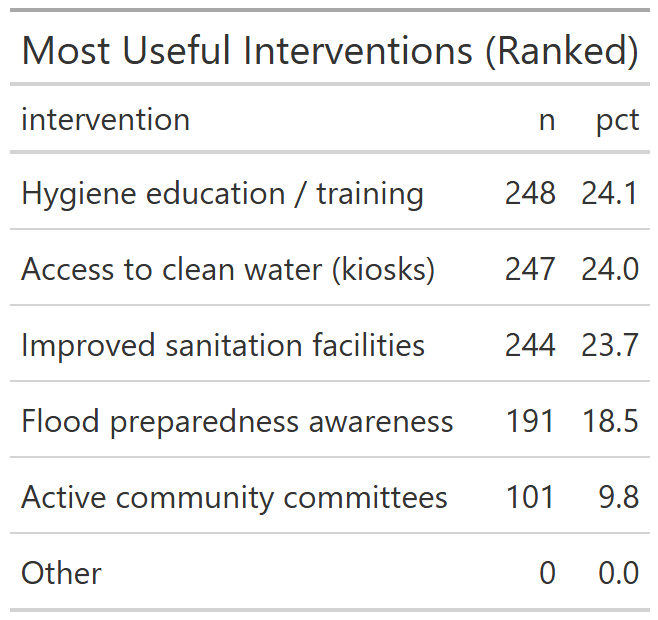 Most Useful Interventions (Ranked)
intervention n pct
Hygiene education / training 248 24.1
Access to clean water (kiosks) 247 24.0
Improved sanitation facilities 244 23.7
Flood preparedness awareness 191 18.5
Active community committees 101 9.8
Other 0 0.0